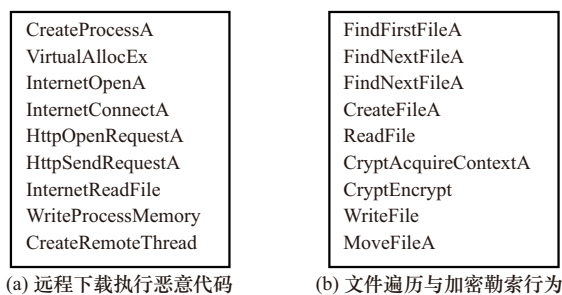 CreateProcessA
VirtualAllocEx
InternetOpenA
InternetConnectA
HttpOpenRequestA
HttpSendRequestA
InternetReadFile
WriteProcessMemory
CreateRemoteThread
(a) 远程下载执行恶意代码
FindFirstFileA
FindNextFileA
FindNextFileA
CreateFileA
ReadFile
CryptAcquireContextA
CryptEncrypt
WriteFile
MoveFileA
(b) 文件遍历与加密勒索行为